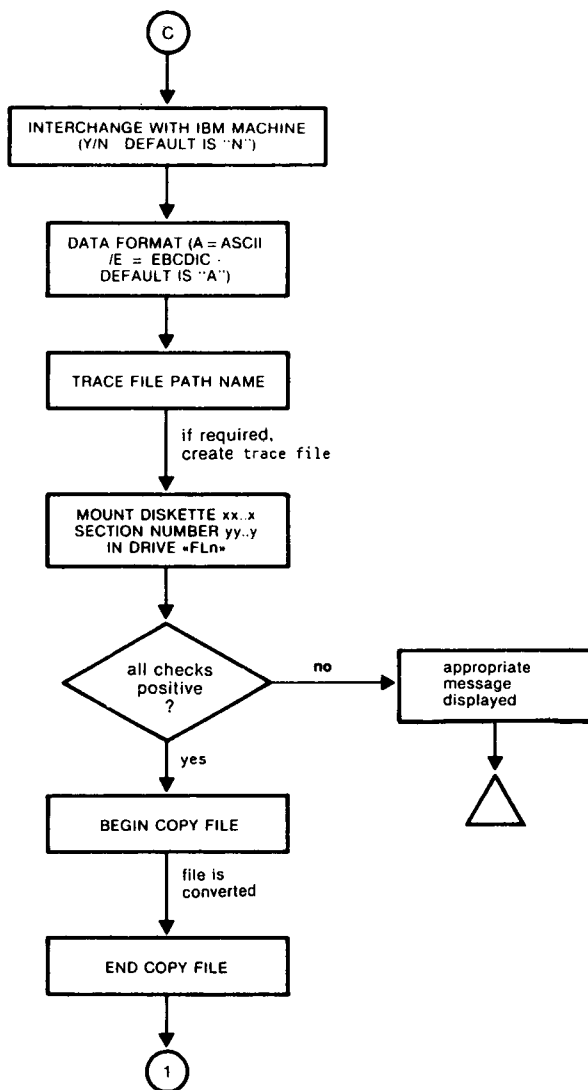 C
INTERCHANGE WITH IBM MACHINE
(Y/N DEFAULT IS "N")
DATA FORMAT (A = ASCII
/E = EBCDIC -
DEFAULT IS "A")
TRACE FILE PATH NAME
if required,
create trace file
MOUNT DISKETTE xx..x
SECTION NUMBER yy..y
IN DRIVE «FLn»
all checks
positive
?
no
appropriate
message
displayed
yes
BEGIN COPY FILE
file is
converted
END COPY FILE
1